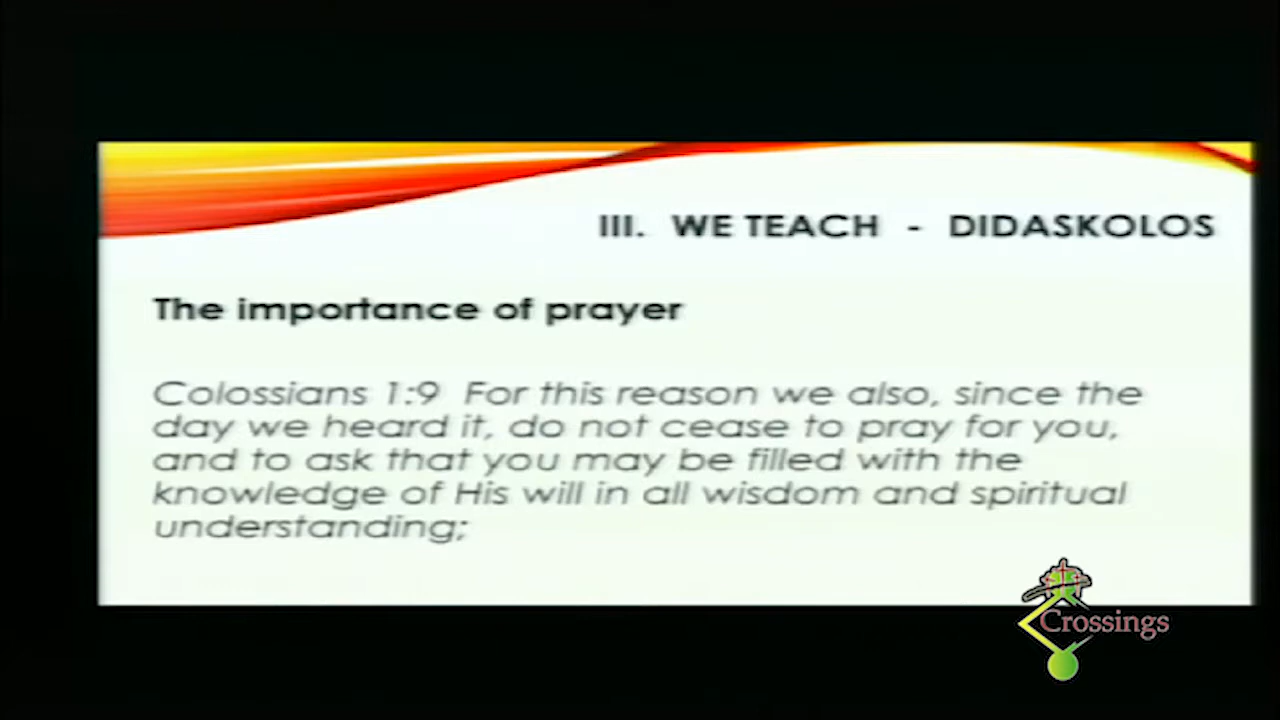 III. WE TEACH - DIDASKOLOS
The importance of prayer
Colossians 1:9 For this reason we also, since the
day we heard it, do not cease to pray for you,
and to ask that you may be filled with the
knowledge of His will in all wisdom and spiritual
understanding;
Crossings